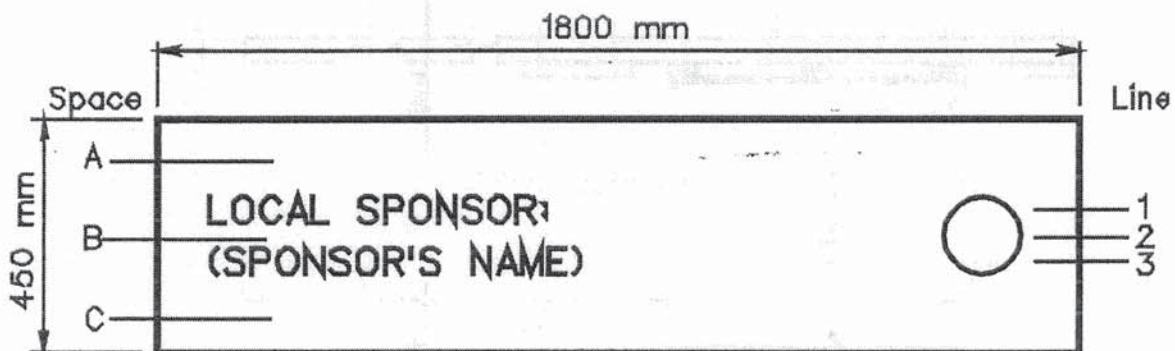 1800 mm
Space
Line
A
LOCAL SPONSOR:
1
B
2
(SPONSOR'S NAME)
3
450 mm
C